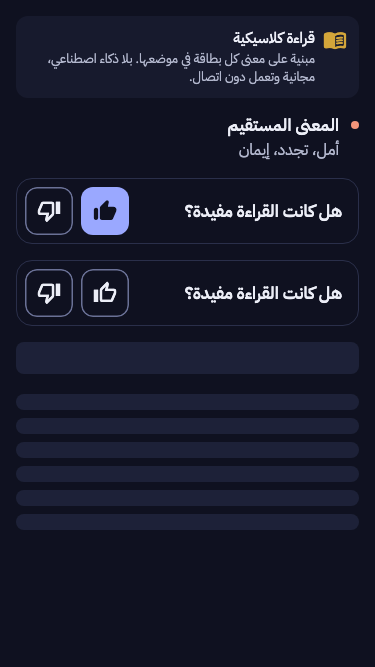 قراءة كلاسيكية
مبنية على معنى كل بطاقة في موضعها. بلا ذكاء اصطناعي،
مجانية وتعمل دون اتصال.
المعنى المستقيم
أمل، تجدد، إيمان
هل كانت القراءة مفيدة؟
هل كانت القراءة مفيدة؟